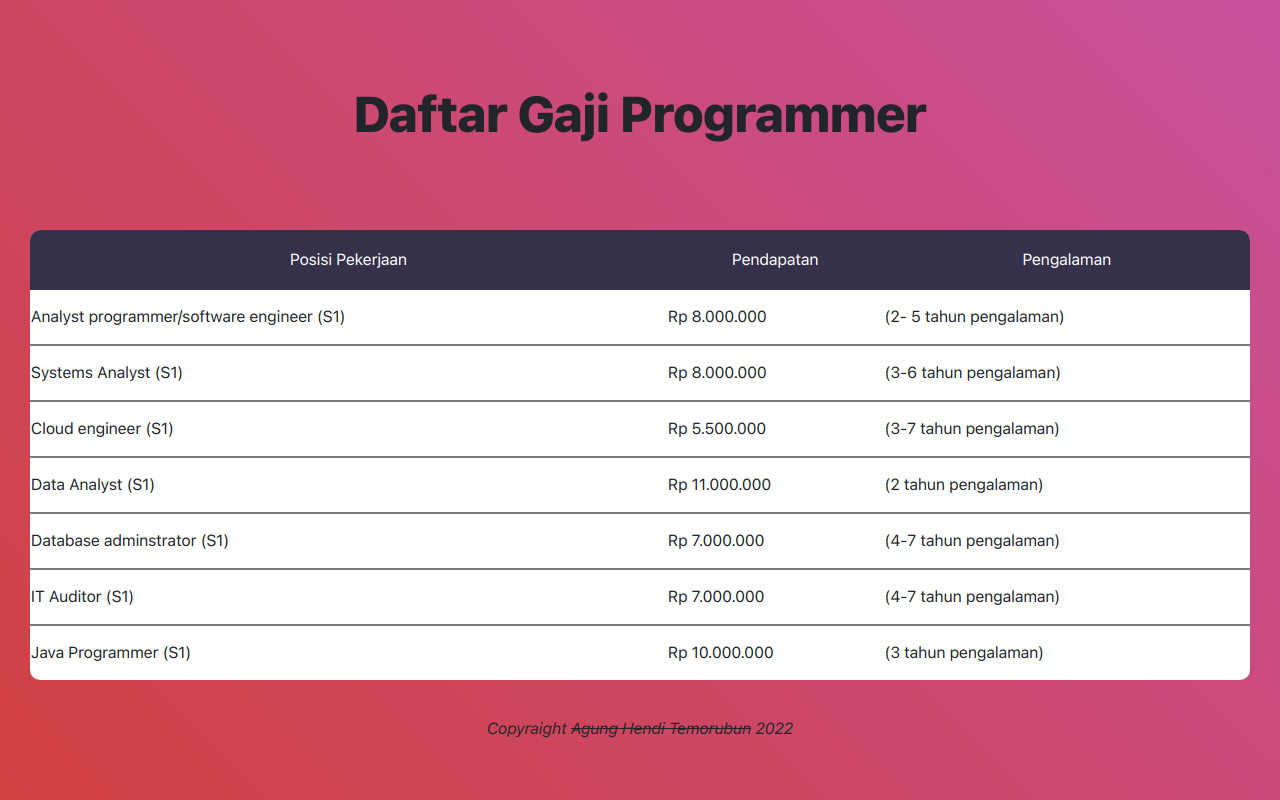 Daftar Gaji Programmer
Posisi Pekerjaan Pendapatan Pengalaman
Analyst programmer/software engineer (S1) Rp 8.000.000 (2- 5 tahun pengalaman)
Systems Analyst (S1) Rp 8.000.000 (3-6 tahun pengalaman)
Cloud engineer (S1) Rp 5.500.000 (3-7 tahun pengalaman)
Data Analyst (S1) Rp 11.000.000 (2 tahun pengalaman)
Database adminstrator (S1) Rp 7.000.000 (4-7 tahun pengalaman)
IT Auditor (S1) Rp 7.000.000 (4-7 tahun pengalaman)
Java Programmer (S1) Rp 10.000.000 (3 tahun pengalaman)
Copyraight Agung Hendi Temorubun 2022